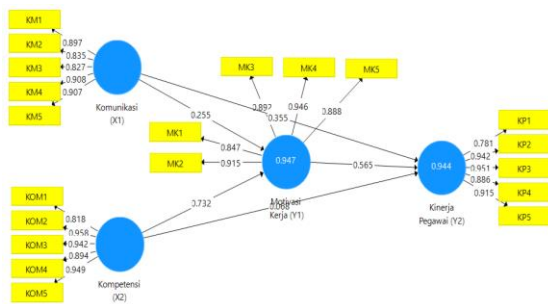 KM1
KM2
KM3
KM4
KM5
0.897
0.835
0.827
0.908
0.907
Komunikasi
(X1)
MK3
MK4
MK5
0.946
0.888
MK1
MK2
0.847
0.915
0.255
0.355
0.947
Motivasi
Kerja (Y1)
0.565
0.732
0.068
0.944
Kinerja
Pegawai (Y2)
KP1
KP2
KP3
KP4
KP5
0.781
0.942
0.951
0.886
0.915
KOM1
KOM2
KOM3
KOM4
KOM5
0.818
0.958
0.942
0.894
0.949
Kompetensi
(X2)